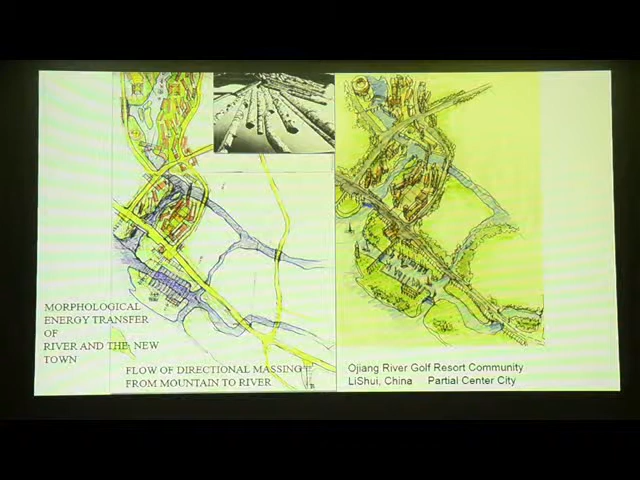 MORPHOLOGICAL
ENERGY TRANSFER
OF
RIVER AND THE NEW
TOWN
FLOW OF DIRECTIONAL MASSING
FROM MOUNTAIN TO RIVER
Ojiang River Golf Resort Community
LiShui, China Partial Center City